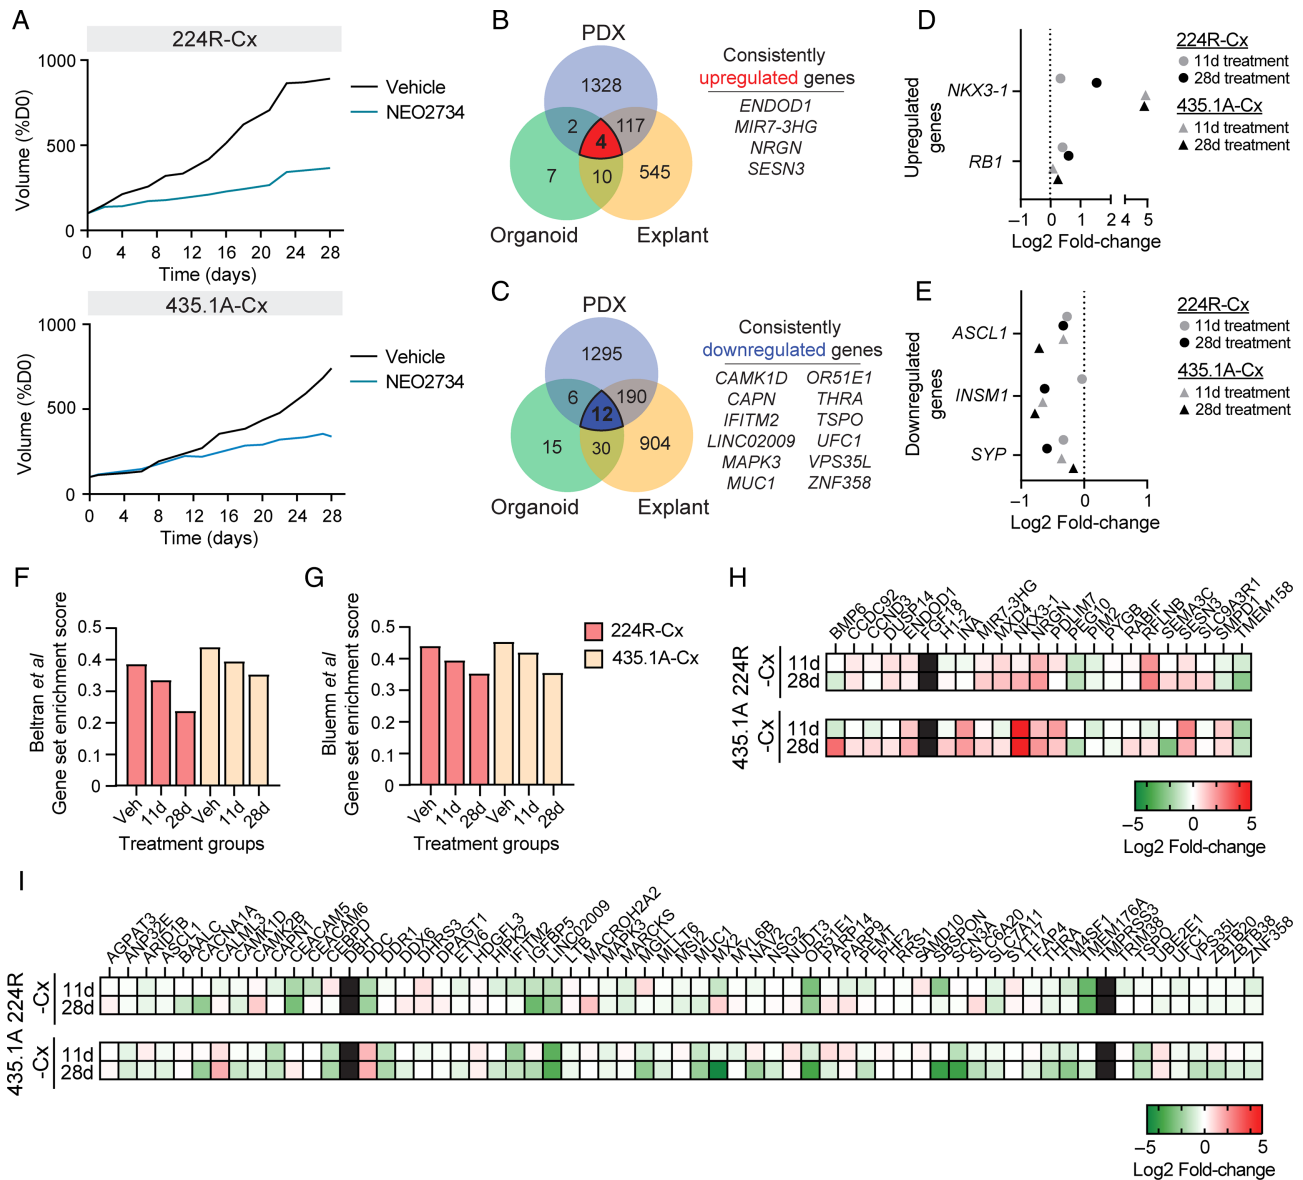 A
224R-Cx
1000
500
0
Volume (%D0)
0 4 8 12 16 20 24 28
Time (days)
Vehicle
NEO2734
435.1A-Cx
1000
500
0
Volume (%D0)
0 4 8 12 16 20 24 28
Time (days)
Vehicle
NEO2734
B
PDX
1328
2 117
4
7 10 545
Organoid Explant
Consistently
upregulated genes
ENDOD1
MIR7-3HG
NRGN
SESN3
C
PDX
1295
6 190
12
15 30 904
Organoid Explant
Consistently
downregulated genes
CAMK1D OR51E1
CAPN THRA
IFITM2 TSPO
LINC02009 UFC1
MAPK3 VPS35L
MUC1 ZNF358
D
Upregulated
genes
NKX3-1
RB1
−1 0 1 2 4 5
Log2 Fold-change
224R-Cx
11d treatment
28d treatment
435.1A-Cx
11d treatment
28d treatment
E
Downregulated
genes
ASCL1
INSM1
SYP
−1 0 1
Log2 Fold-change
224R-Cx
11d treatment
28d treatment
435.1A-Cx
11d treatment
28d treatment
F
Beltran et al
Gene set enrichment score
0.5
0.4
0.3
0.2
0.1
0
Veh 11d 28d Veh 11d 28d
Treatment groups
G
Bluemn et al
Gene set enrichment score
0.5
0.4
0.3
0.2
0.1
0
Veh 11d 28d Veh 11d 28d
Treatment groups
224R-Cx
435.1A-Cx
H
BMP6 CCDC92 CCND3 DUSP14 ENDOD1 FGF18 H1-2 INA MIR7-3HG MXD4 NKX3-1 NRGN PDLIM7 PEG10 PIM2 PYGB RABIF RFLNB SEMA3C SESN3 SLC9A3R1 SMPD1 TMEM158
224R
-Cx
11d
28d
435.1A
-Cx
11d
28d
−5 0 5
Log2 Fold-change
I
AGPAT3 ANP32E ARID1B ASCL1 BAALC CACNA1A CALML3 CAMK1D CAMK2B CAPN1 CEACAM5 CEACAM6 CEBPD DBH DDC DDR1 DDX6 DHRS3 DPAGT1 ETV6 HDGFL3 HIPK2 IFITM2 IGFBP5 LINC02009 LTB MACROH2A2 MAPK3 MARCKS MGLL MLLT6 MSI2 MUC1 MX2 MYL6B NAV2 NSG2 NUDT3 OR51E1 PARP14 PARP9 PEMT PHF2 RFS1 SAMD10 SBSPON SCN3A SLC6A20 SLC7A11 SYT17 TEAP4 THRA TM4SF1 TMEM176A TMPRSS3 TRIM38 TSPO UBE2E1 UFC1 VPS35L ZBTB20 ZBTB38 ZNF358
224R
-Cx
11d
28d
435.1A
-Cx
11d
28d
−5 0 5
Log2 Fold-change